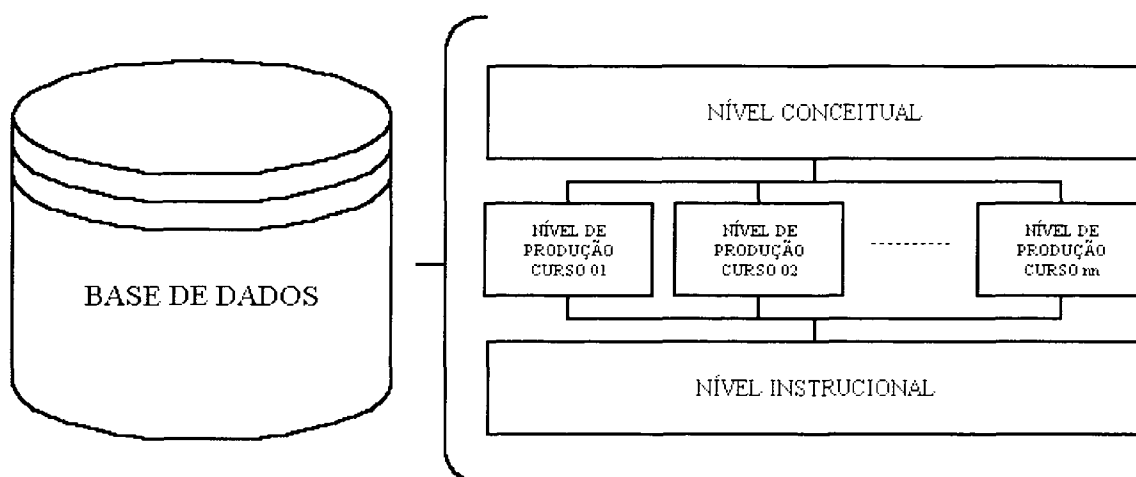 BASE DE DADOS
NÍVEL CONCEITUAL
NÍVEL DE
PRODUÇÃO
CURSO 01
NÍVEL DE
PRODUÇÃO
CURSO 02
NÍVEL DE
PRODUÇÃO
CURSO nn
NÍVEL INSTRUCIONAL